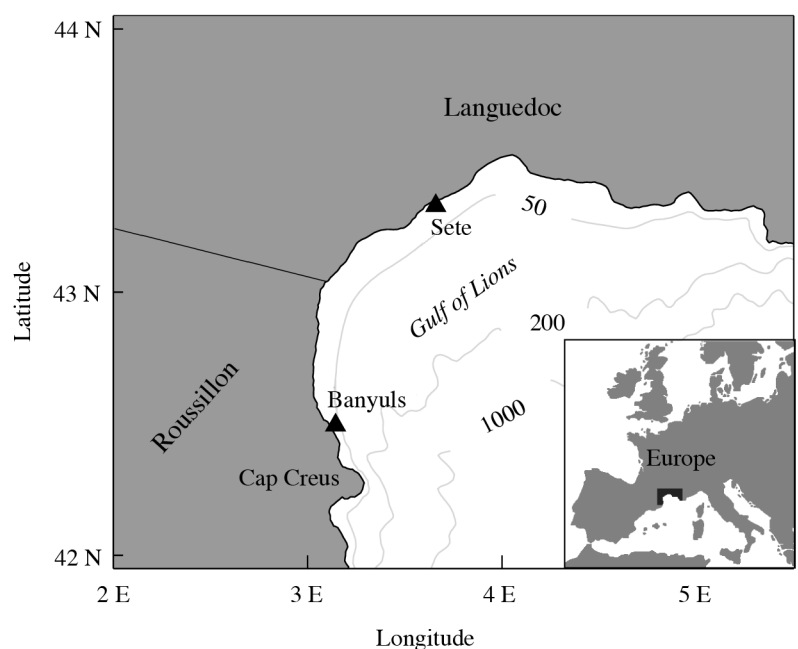 44 N
Languedoc
50
Sete
Gulf of Lions
43 N
200
Latitude
Roussillon
Banyuls
1000
Europe
Cap Creus
42 N
2 E
3 E
4 E
5 E
Longitude